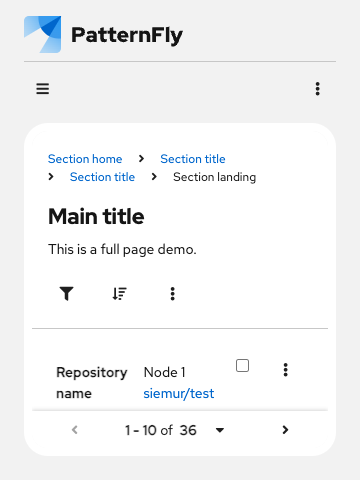 PatternFly
Section home Section title
Section title Section landing
Main title
This is a full page demo.
Repository name Node 1
siemur/test
1 - 10 of 36